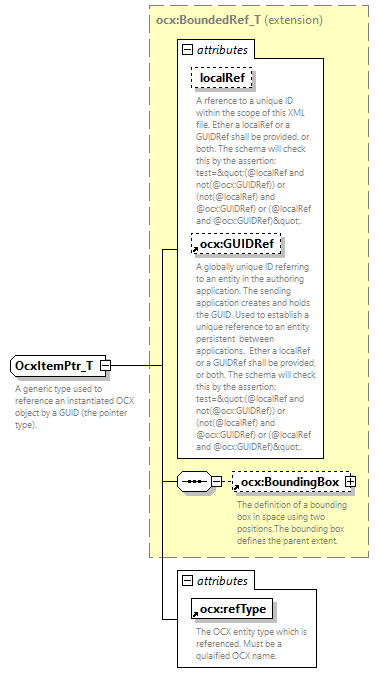 ocx:BoundedRef_T (extension)
attributes
localRef
A rference to a unique ID
within the scope of this XML
file. Ether a localRef or a
GUIDRef shall be provided, or
both. The schema will check
this by the assertion:
test=&quot;(@localRef and
not(@ocx:GUIDRef)) or
(not(@localRef) and
@ocx:GUIDRef) or (@localRef
and @ocx:GUIDRef)&quot;.
ocx:GUIDRef
A globally unique ID referring
to an entity in the authoring
application. The sending
application creates and holds
the GUID. Used to establish a
unique reference to an entity
persistent between
applications. Ether a localRef
or a GUIDRef shall be provided,
or both. The schema will check
this by the assertion:
test=&quot;(@localRef and
not(@ocx:GUIDRef)) or
(not(@localRef) and
@ocx:GUIDRef) or (@localRef
and @ocx:GUIDRef)&quot;.
OcxItemPtr_T
A generic type used to
reference an instantiated OCX
object by a GUID (the pointer
type).
ocx:BoundingBox
The definition of a bounding
box in space using two
positions.The bounding box
defines the parent extent.
attributes
ocx:refType
The OCX entity type which is
referenced. Must be a
qulaified OCX name.